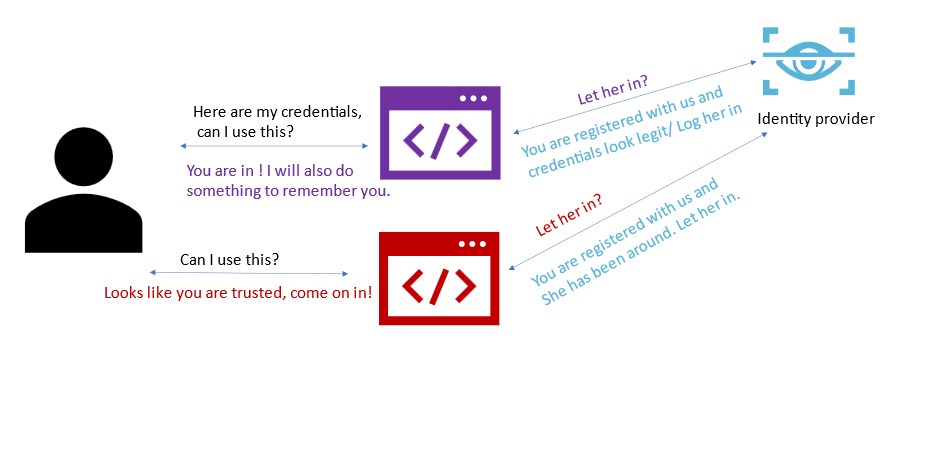 Here are my credentials,
can I use this?
You are in ! I will also do
something to remember you.
Let her in?
You are registered with us and
credentials look legit/ Log her in
Identity provider
Can I use this?
Looks like you are trusted, come on in!
Let her in?
You are registered with us and
She has been around. Let her in.